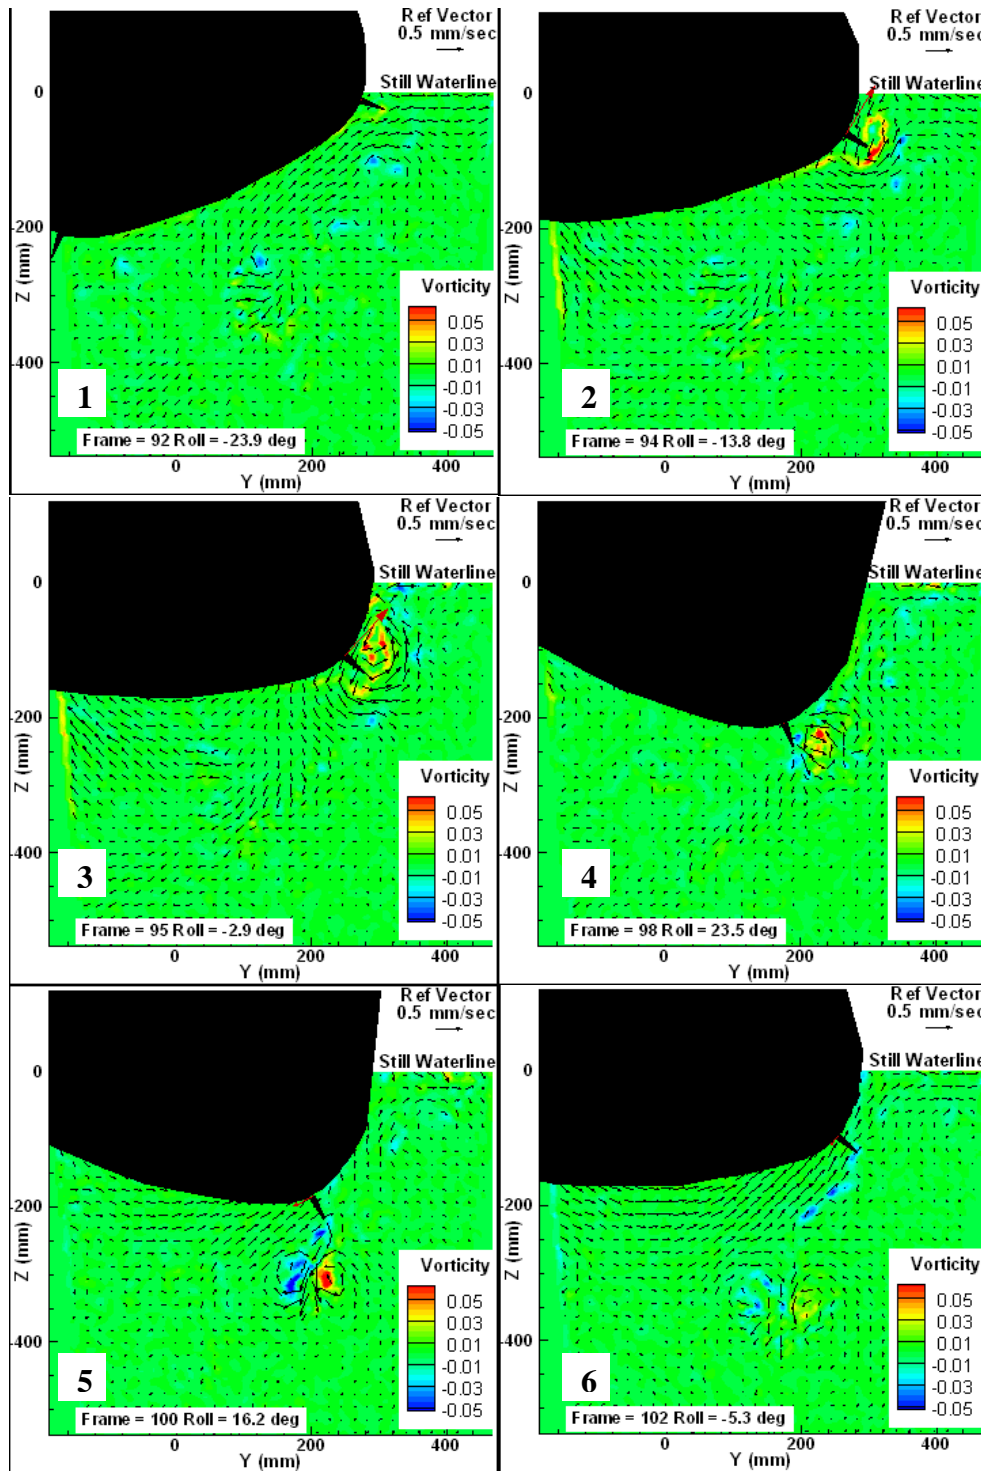 Ref Vector
0.5 mm/sec
Still Waterline
0
-200
-400
Z (mm)
Vorticity
0.05
0.03
0.01
-0.01
-0.03
-0.05
1
Frame = 92 Roll = -23.9 deg
0
200
400
Y (mm)
Ref Vector
0.5 mm/sec
Still Waterline
0
-200
-400
Z (mm)
Vorticity
0.05
0.03
0.01
-0.01
-0.03
-0.05
2
Frame = 94 Roll = -13.8 deg
0
200
400
Y (mm)
Ref Vector
0.5 mm/sec
Still Waterline
0
-200
-400
Z (mm)
Vorticity
0.05
0.03
0.01
-0.01
-0.03
-0.05
3
Frame = 95 Roll = -2.9 deg
0
200
400
Y (mm)
Ref Vector
0.5 mm/sec
Still Waterline
0
-200
-400
Z (mm)
Vorticity
0.05
0.03
0.01
-0.01
-0.03
-0.05
4
Frame = 98 Roll = 23.5 deg
0
200
400
Y (mm)
Ref Vector
0.5 mm/sec
Still Waterline
0
-200
-400
Z (mm)
Vorticity
0.05
0.03
0.01
-0.01
-0.03
-0.05
5
Frame = 100 Roll = 16.2 deg
0
200
400
Y (mm)
Ref Vector
0.5 mm/sec
Still Waterline
0
-200
-400
Z (mm)
Vorticity
0.05
0.03
0.01
-0.01
-0.03
-0.05
6
Frame = 102 Roll = -5.3 deg
0
200
400
Y (mm)